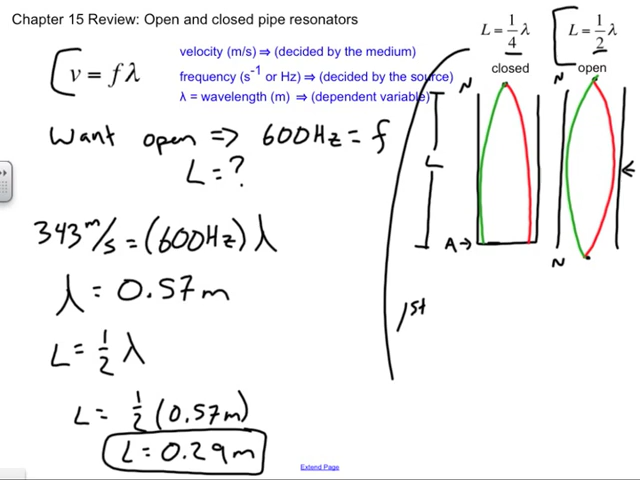 Chapter 15 Review: Open and closed pipe resonators
v = fλ
velocity (m/s) ⇒ (decided by the medium)
frequency (s⁻¹ or Hz) ⇒ (decided by the source)
λ = wavelength (m) ⇒ (dependent variable)
L = 1/4 λ
closed
L = 1/2 λ
open
N
N
L
A→
N
1st
Want open ⇒ 600Hz = f
L = ?
343 m/s = (600Hz) λ
λ = 0.57m
L = 1/2 λ
L = 1/2 (0.57m)
L = 0.29m
Extend Page